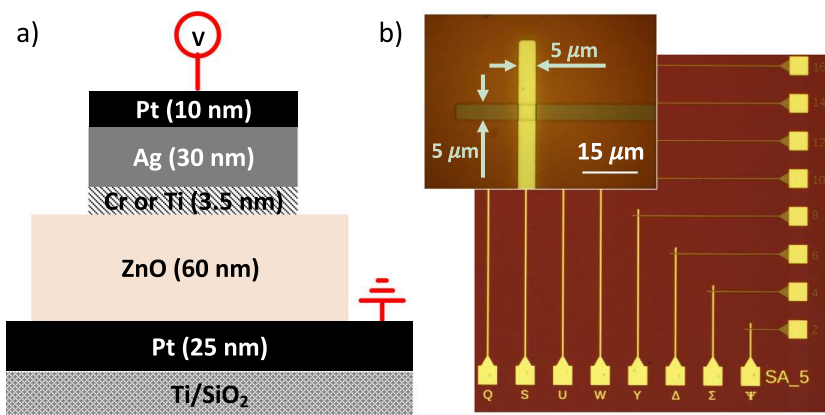 a)
V
Pt (10 nm)
Ag (30 nm)
Cr or Ti (3.5 nm)
ZnO (60 nm)
Pt (25 nm)
Ti/SiO₂
b)
5 µm
5 µm
15 µm
16
14
12
10
8
6
4
2
SA_5
Q S U W Y Δ Σ Ψ